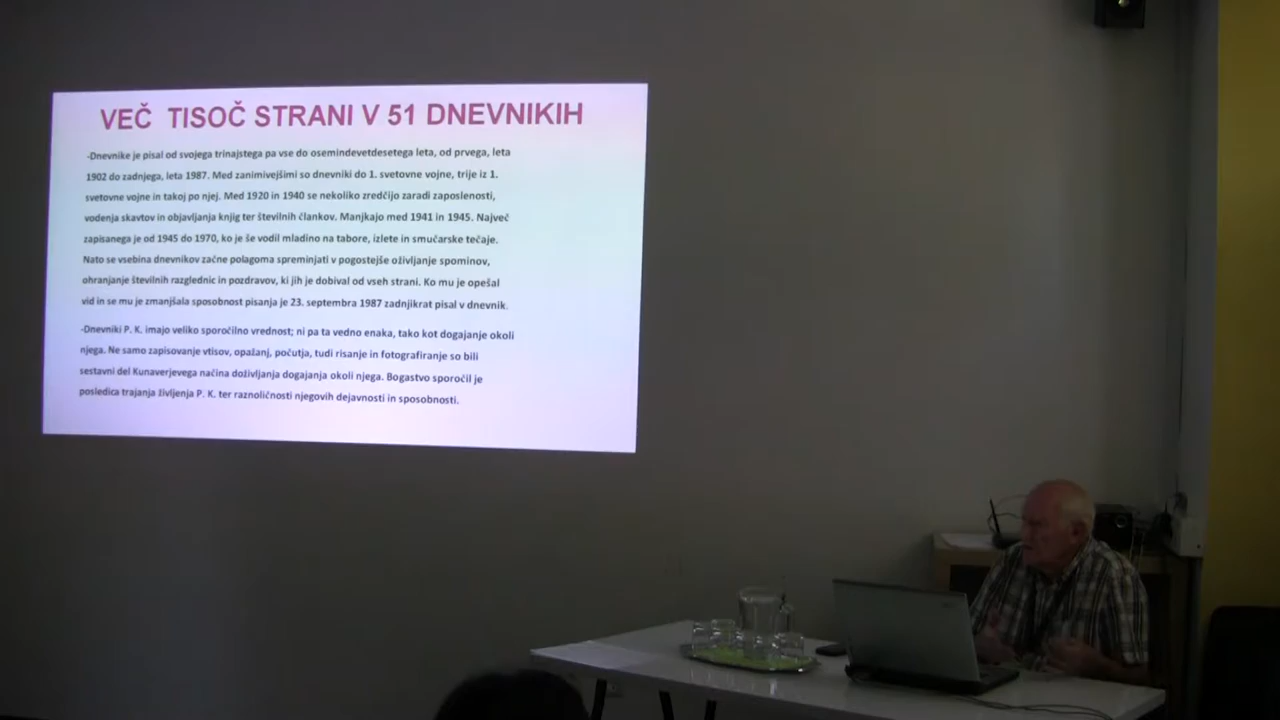 VEČ TISOČ STRANI V 51 DNEVNIKIH
-Dnevnike je pisal od svojega trinajstega pa vse do osemindevetdesetega leta, od prvega, leta
1902 do zadnjega, leta 1987. Med zanimivejšimi so dnevniki do 1. svetovne vojne, trije iz 1.
svetovne vojne in takoj po njej. Med 1920 in 1940 se nekoliko zredčijo zaradi zaposlenosti,
vodenja skavtov in objavljanja knjig ter številnih člankov. Manjkajo med 1941 in 1945. Največ
zapisanega je od 1945 do 1970, ko je še vodil mladino na tabore, izlete in smučarske tečaje.
Nato se vsebina dnevnikov začne polagoma spreminjati v pogostejše oživljanje spominov,
ohranjanje številnih razglednic in pozdravov, ki jih je dobival od vseh strani. Ko mu je opešal
vid in se mu je zmanjšala sposobnost pisanja je 23. septembra 1987 zadnjikrat pisal v dnevnik.
-Dnevniki P. K. imajo veliko sporočilno vrednost; ni pa ta vedno enaka, tako kot dogajanje okoli
njega. Ne samo zapisovanje vtisov, opažanj, počutja, tudi risanje in fotografiranje so bili
sestavni del Kunaverjevega načina doživljanja dogajanja okoli njega. Bogastvo sporočil je
posledica trajanja življenja P. K. ter raznoličnosti njegovih dejavnosti in sposobnosti.